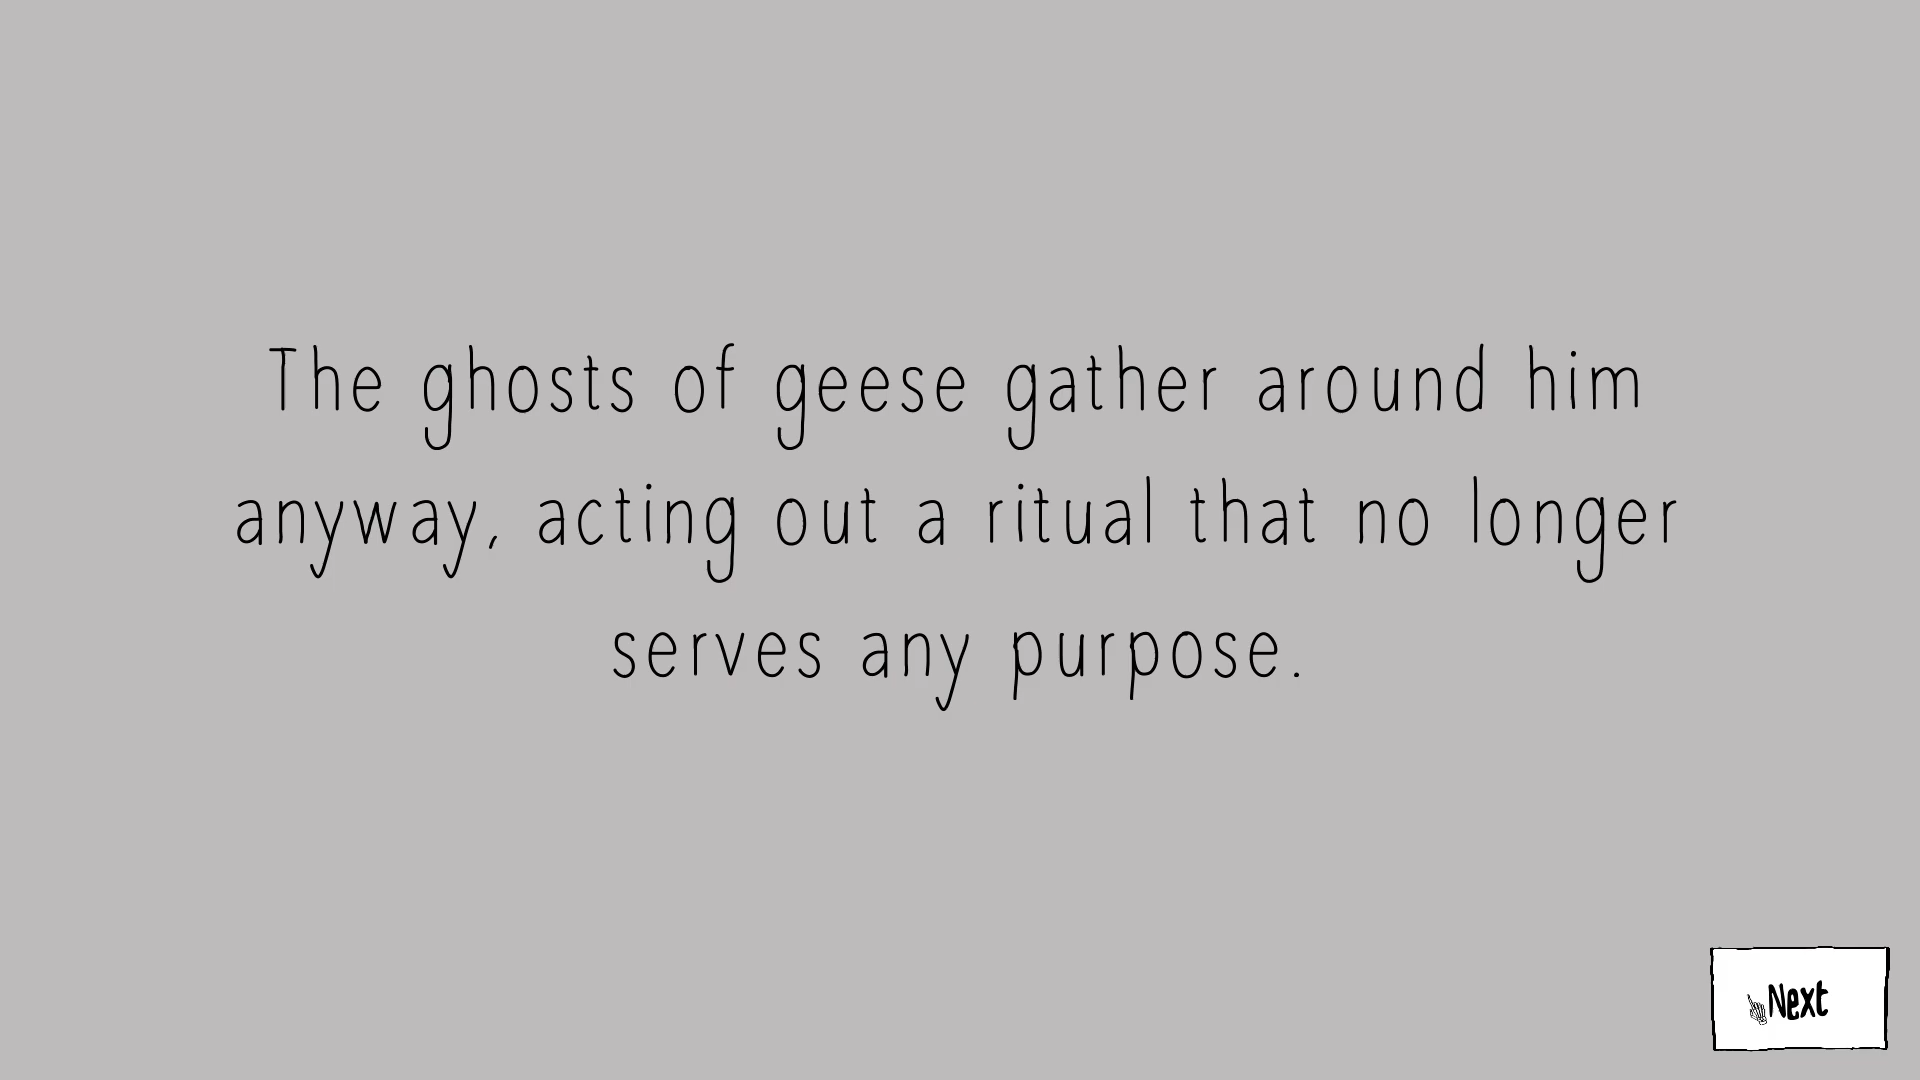 The ghosts of geese gather around him
anyway, acting out a ritual that no longer
serves any purpose.
Next